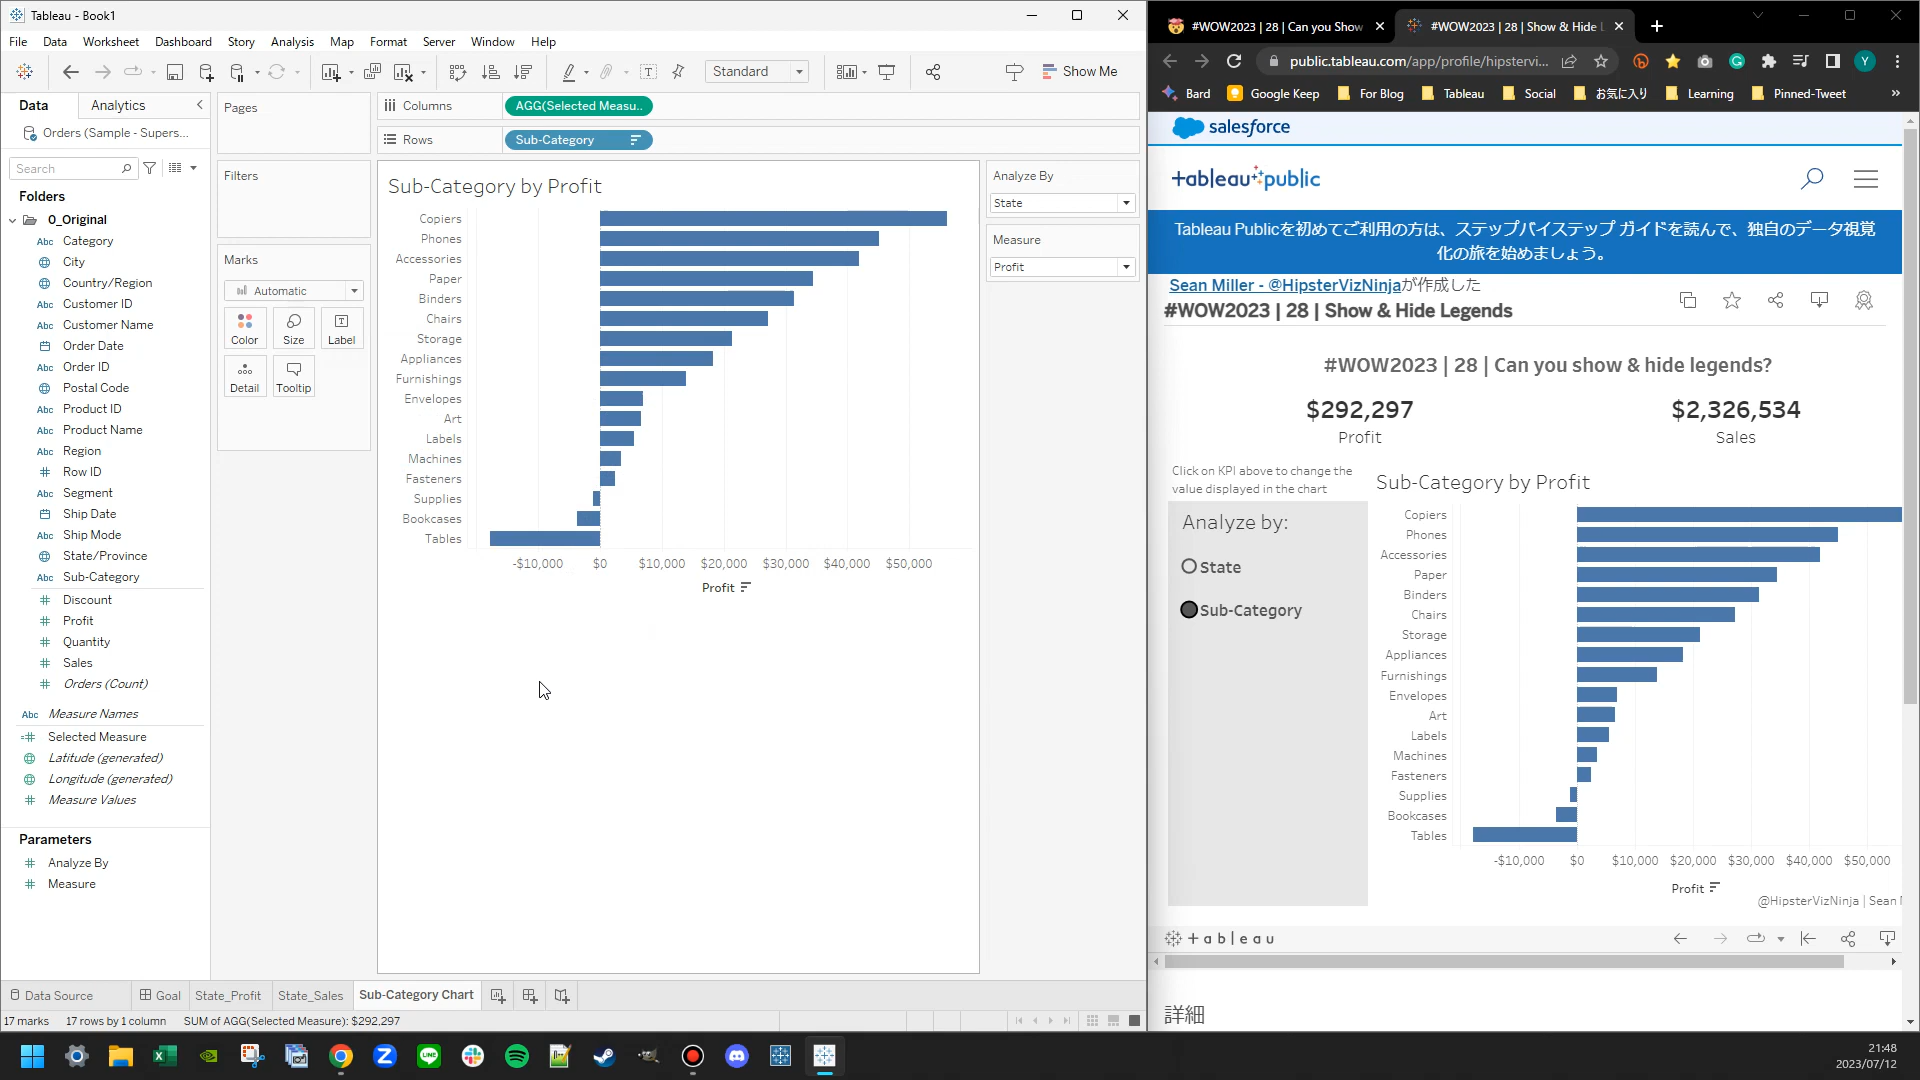 Tableau - Book1
File Data Worksheet Dashboard Story Analysis Map Format Server Window Help
Standard
Show Me
Data
Analytics
Orders (Sample - Supers...
Search
Folders
0_Original
Category
City
Country/Region
Customer ID
Customer Name
Order Date
Order ID
Postal Code
Product ID
Product Name
Region
Row ID
Segment
Ship Date
Ship Mode
State/Province
Sub-Category
Discount
Profit
Quantity
Sales
Orders (Count)
Measure Names
Selected Measure
Latitude (generated)
Longitude (generated)
Measure Values
Parameters
Analyze By
Measure
Pages
Filters
Marks
Automatic
Color
Size
Label
Detail
Tooltip
Columns
AGG(Selected Measu..
Rows
Sub-Category
Sub-Category by Profit
Copiers
Phones
Accessories
Paper
Binders
Chairs
Storage
Appliances
Furnishings
Envelopes
Art
Labels
Machines
Fasteners
Supplies
Bookcases
Tables
-$10,000 $0 $10,000 $20,000 $30,000 $40,000 $50,000
Profit
Analyze By
State
Measure
Profit
Data Source
Goal
State_Profit
State_Sales
Sub-Category Chart
17 marks 17 rows by 1 column SUM of AGG(Selected Measure): $292,297
#WOW2023 | 28 | Can you Show
#WOW2023 | 28 | Show & Hide L
public.tableau.com/app/profile/hipstervi...
Y
Bard
Google Keep
For Blog
Tableau
Social
お気に入り
Learning
Pinned-Tweet
»
salesforce
tableau public
Tableau Publicを初めてご利用の方は、ステップバイステップ ガイドを読んで、独自のデータ視覚
化の旅を始めましょう。
Sean Miller - @HipsterVizNinjaが作成した
#WOW2023 | 28 | Show & Hide Legends
#WOW2023 | 28 | Can you show & hide legends?
$292,297
Profit
$2,326,534
Sales
Click on KPI above to change the
value displayed in the chart
Analyze by:
State
Sub-Category
Sub-Category by Profit
Copiers
Phones
Accessories
Paper
Binders
Chairs
Storage
Appliances
Furnishings
Envelopes
Art
Labels
Machines
Fasteners
Supplies
Bookcases
Tables
-$10,000 $0 $10,000 $20,000 $30,000 $40,000 $50,000
Profit
@HipsterVizNinja | Sean
tableau
詳細
21:48
2023/07/12